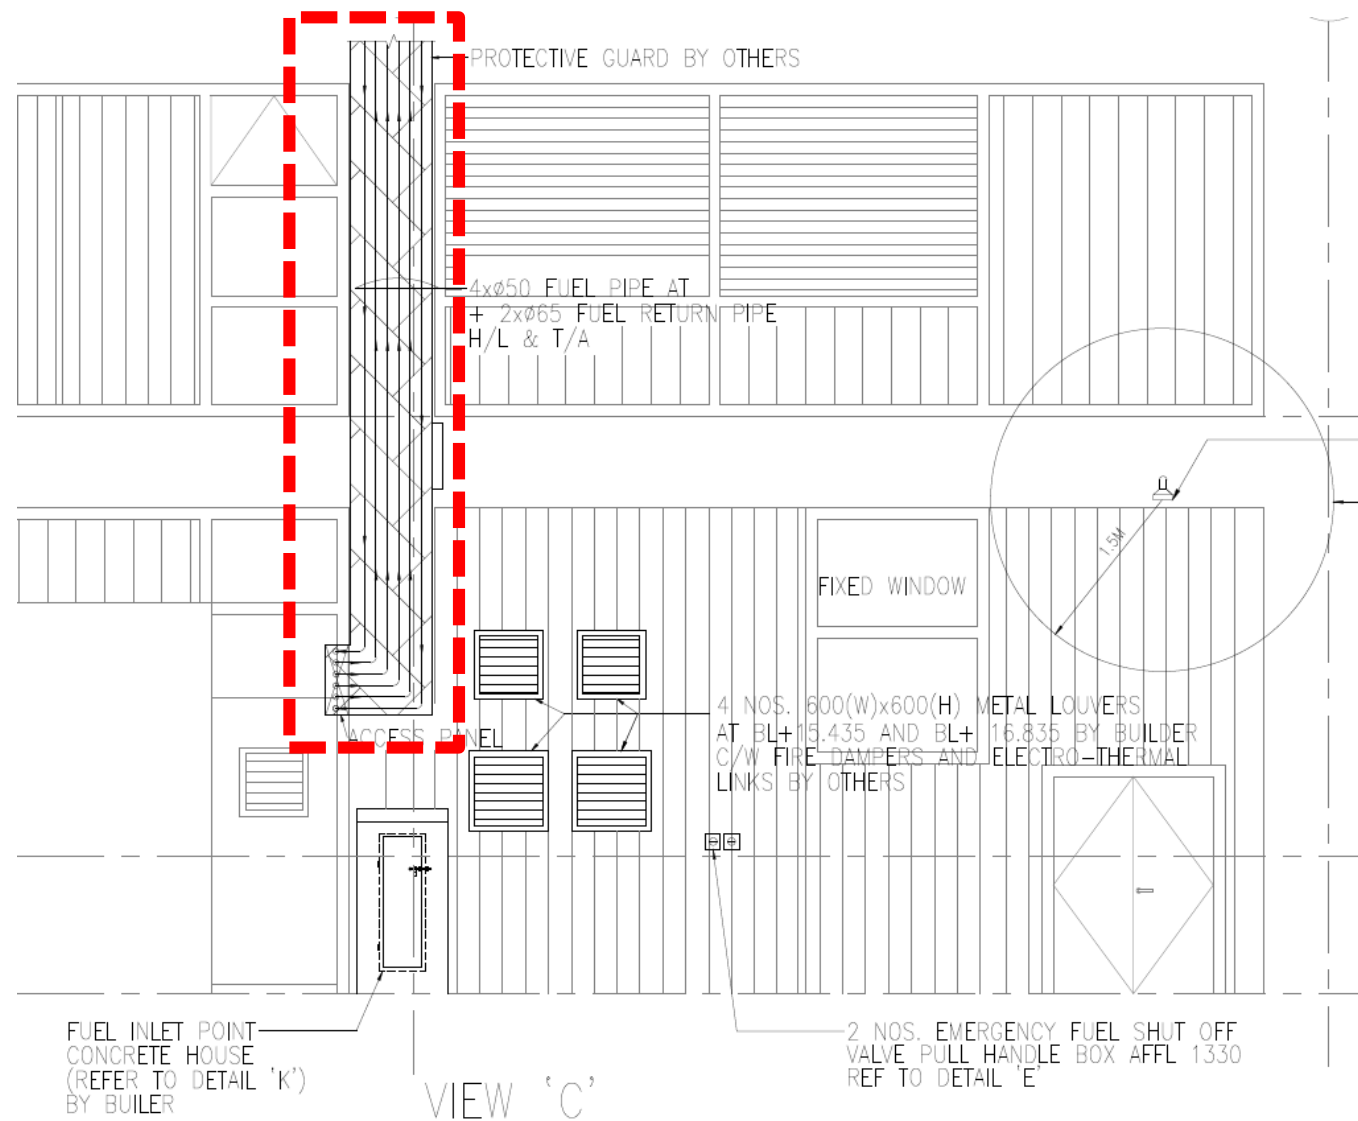 PROTECTIVE GUARD BY OTHERS
4xø50 FUEL PIPE AT
+ 2xø65 FUEL RETURN PIPE
H/L & T/A
1.5M
FIXED WINDOW
4 NOS. 600(W)x600(H) METAL LOUVERS
AT BL+15.435 AND BL+ 16.835 BY BUILDER
C/W FIRE DAMPERS AND ELECTRO-THERMAL
LINKS BY OTHERS
ACCESS PANEL
FUEL INLET POINT
CONCRETE HOUSE
(REFER TO DETAIL 'K')
BY BUILER
2 NOS. EMERGENCY FUEL SHUT OFF
VALVE PULL HANDLE BOX AFFL 1330
REF TO DETAIL 'E'
VIEW 'C'